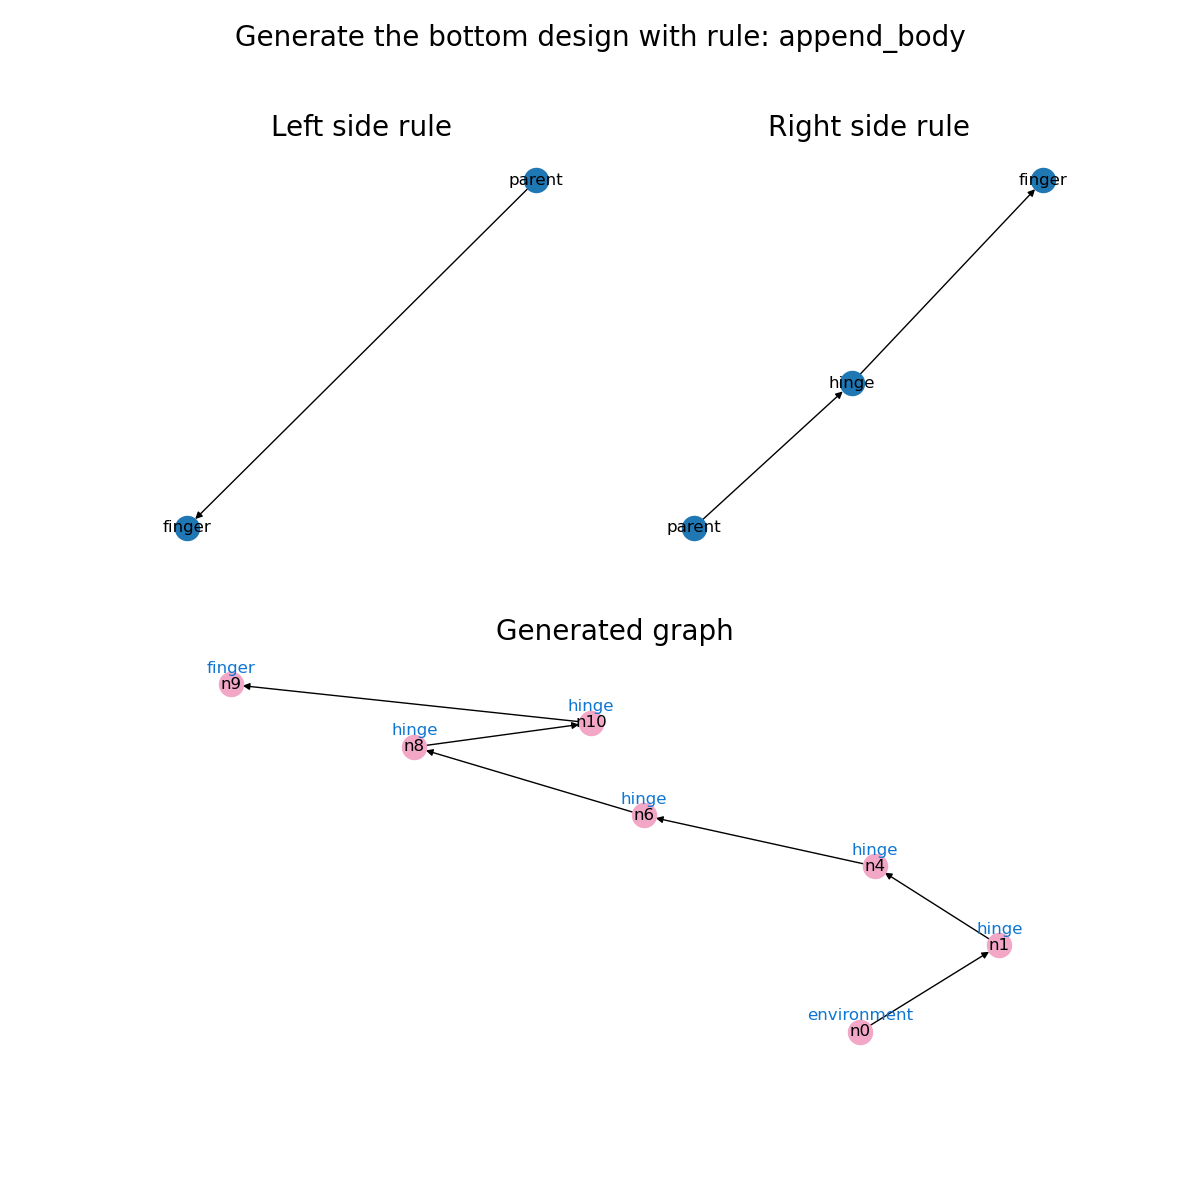 Generate the bottom design with rule: append_body
Left side rule
Right side rule
parent
finger
hinge
finger
parent
Generated graph
finger
n9
hinge
n10
hinge
n8
hinge
n6
hinge
n4
hinge
n1
environment
n0